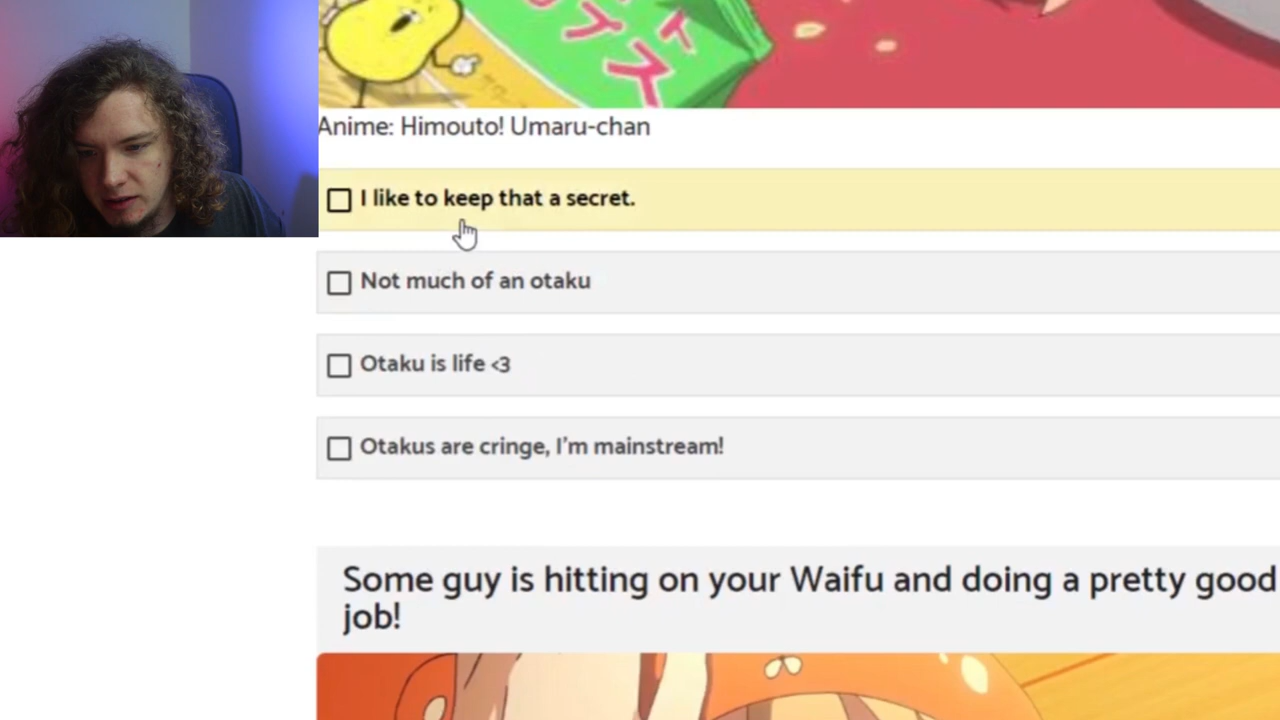 Anime: Himouto! Umaru-chan
I like to keep that a secret.
Not much of an otaku
Otaku is life <3
Otakus are cringe, I'm mainstream!
Some guy is hitting on your Waifu and doing a pretty good
job!